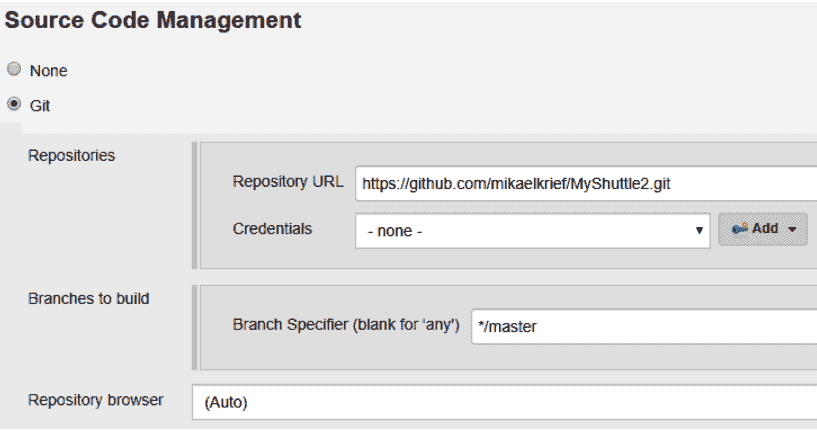 Source Code Management
None
Git
Repositories
Repository URL https://github.com/mikaelkrief/MyShuttle2.git
Credentials - none - Add
Branches to build
Branch Specifier (blank for 'any') */master
Repository browser (Auto)